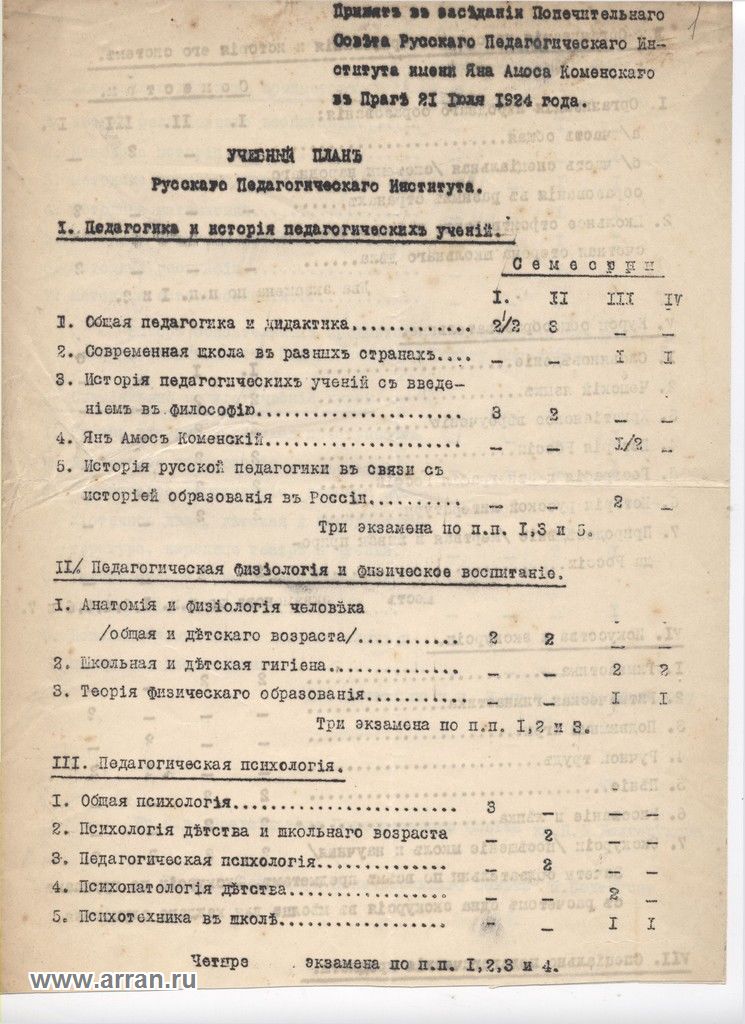 1
Принятъ въ засѣданіи Попечительнаго
Совѣта Русскаго Педагогическаго Ин-
ститута имени Яна Амоса Коменскаго
въ Прагѣ 21 Іюля 1924 года.
УЧЕБНЫЙ ПЛАНЪ
Русскаго Педагогическаго Института.
I. Педагогика и исторія педагогическихъ ученій.
Семестры
I. II III IV
1. Общая педагогика и дидактика............. 2 1/2 3 — —
2. Современная школа въ разныхъ странахъ.... — — I I
3. Исторія педагогическихъ ученій съ введе-
ніемъ въ философію....................... 3 2 — —
4. Янъ Амосъ Коменскій...................... — — I/2 —
5. Исторія русской педагогики въ связи съ
исторіей образованія въ Россіи.......... — — 2 —
Три экзамена по п.п. I,3 и 5.
II. Педагогическая физіологія и физическое воспитаніе.
I. Анатомія и физіологія человѣка
/общая и дѣтскаго возраста/........... 2 2 — —
2. Школьная и дѣтская гигіена............... — — 2 2
3. Теорія физическаго образованія........... — — I I
Три экзамена по п.п. I,2 и 3.
III. Педагогическая психологія.
I. Общая психологія......................... 3 — — —
2. Психологія дѣтства и школьнаго возраста — 2 — —
3. Педагогическая психологія............... — 2 — —
4. Психопатологія дѣтства................... — — 2 —
5. Психотехника въ школѣ.................... — — I I
Четыре экзамена по п.п. I,2,3 и 4.
www.arran.ru